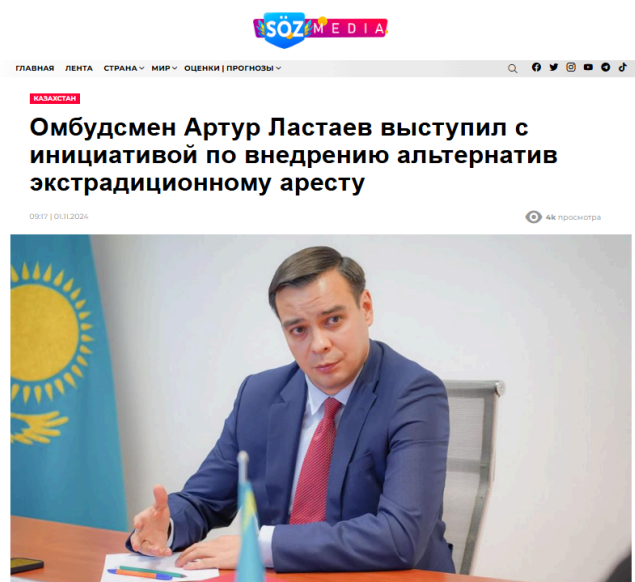 SÖZ MEDIA
ГЛАВНАЯ ЛЕНТА СТРАНА МИР ОЦЕНКИ | ПРОГНОЗЫ
КАЗАХСТАН
Омбудсмен Артур Ластаев выступил с
инициативой по внедрению альтернатив
экстрадиционному аресту
09:17 | 01.11.2024 4k просмотра